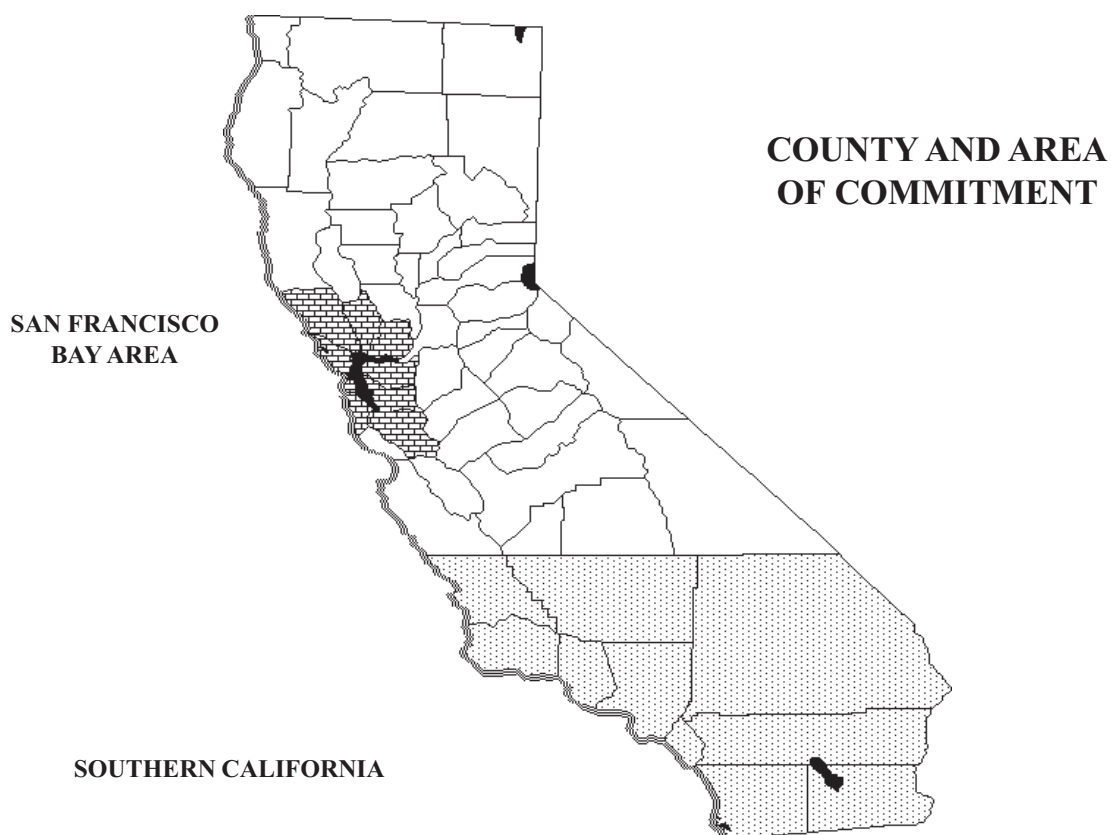 COUNTY AND AREA
OF COMMITMENT
SAN FRANCISCO
BAY AREA
SOUTHERN CALIFORNIA